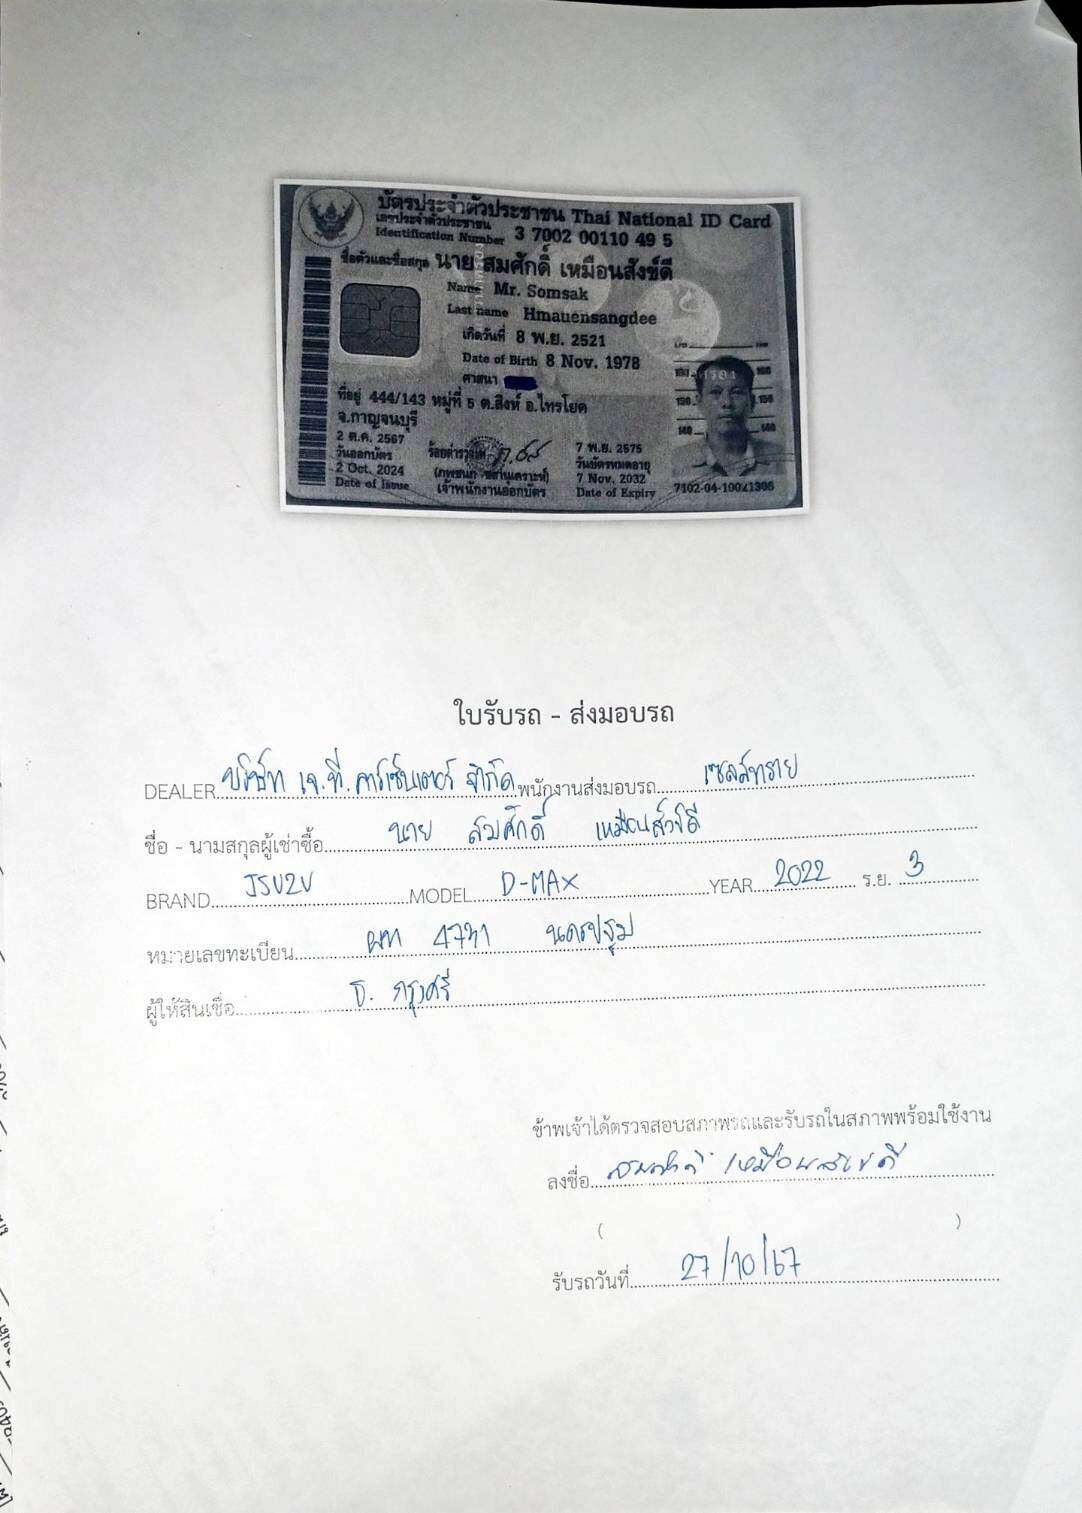 บัตรประจำตัวประชาชน Thai National ID Card
เลขประจำตัวประชาชน
Identification Number 3 7002 00110 49 5
ชื่อตัวและชื่อสกุล นาย สมศักดิ์ เหมือนสังข์ดี
Name Mr. Somsak
Last name Hmauensangdee
เกิดวันที่ 8 พ.ย. 2521
Date of Birth 8 Nov. 1978
ศาสนา
ที่อยู่ 444/143 หมู่ที่ 5 ต.สิงห์ อ.ไทรโยค
จ.กาญจนบุรี
2 ต.ค. 2567
วันออกบัตร
2 Oct. 2024
Date of Issue
เจ้าพนักงานออกบัตร
7 พ.ย. 2575
วันบัตรหมดอายุ
7 Nov. 2032
Date of Expiry
ใบรับรถ - ส่งมอบรถ
DEALER บริษัท เจ.ที.คาร์เซ็นเตอร์ จำกัด พนักงานส่งมอบรถ เซลล์ทราย
ชื่อ - นามสกุลผู้เช่าซื้อ นาย สมศักดิ์ เหมือนสังข์ดี
BRAND ISUZU MODEL D-MAX YEAR 2022 ร.ย. 3
หมายเลขทะเบียน ผท 4731 นครปฐม
ผู้ให้สินเชื่อ ธ. กรุงศรี
ข้าพเจ้าได้ตรวจสอบสภาพรถและรับรถในสภาพพร้อมใช้งาน
ลงชื่อ สมศักดิ์ เหมือนสังข์ดี
( )
รับรถวันที่ 27/10/67